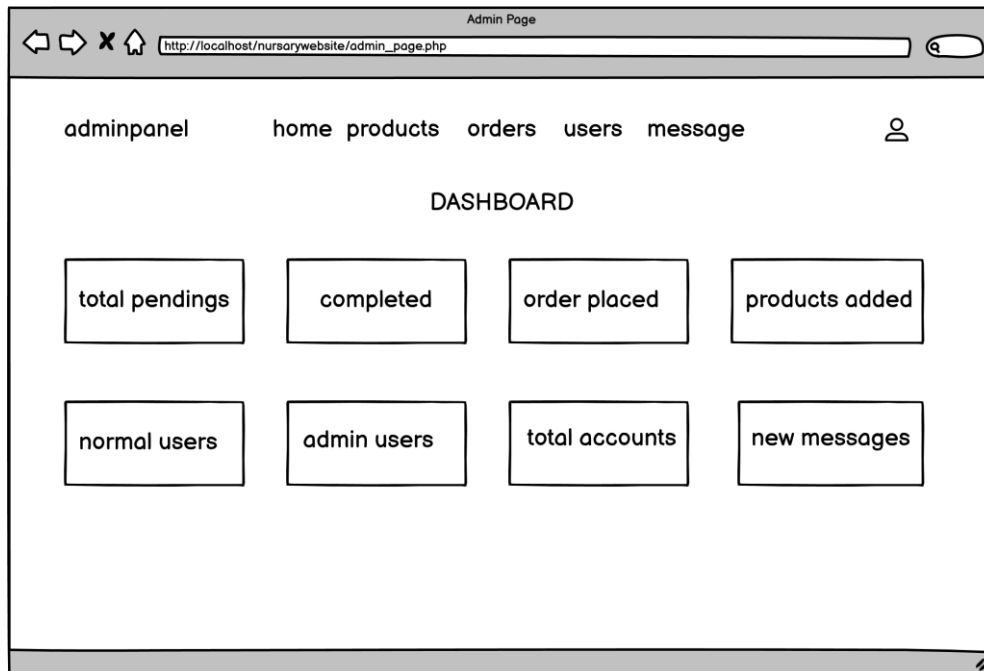 Admin Page
http://localhost/nursarywebsite/admin_page.php
adminpanel home products orders users message
DASHBOARD
total pendings completed order placed products added
normal users admin users total accounts new messages